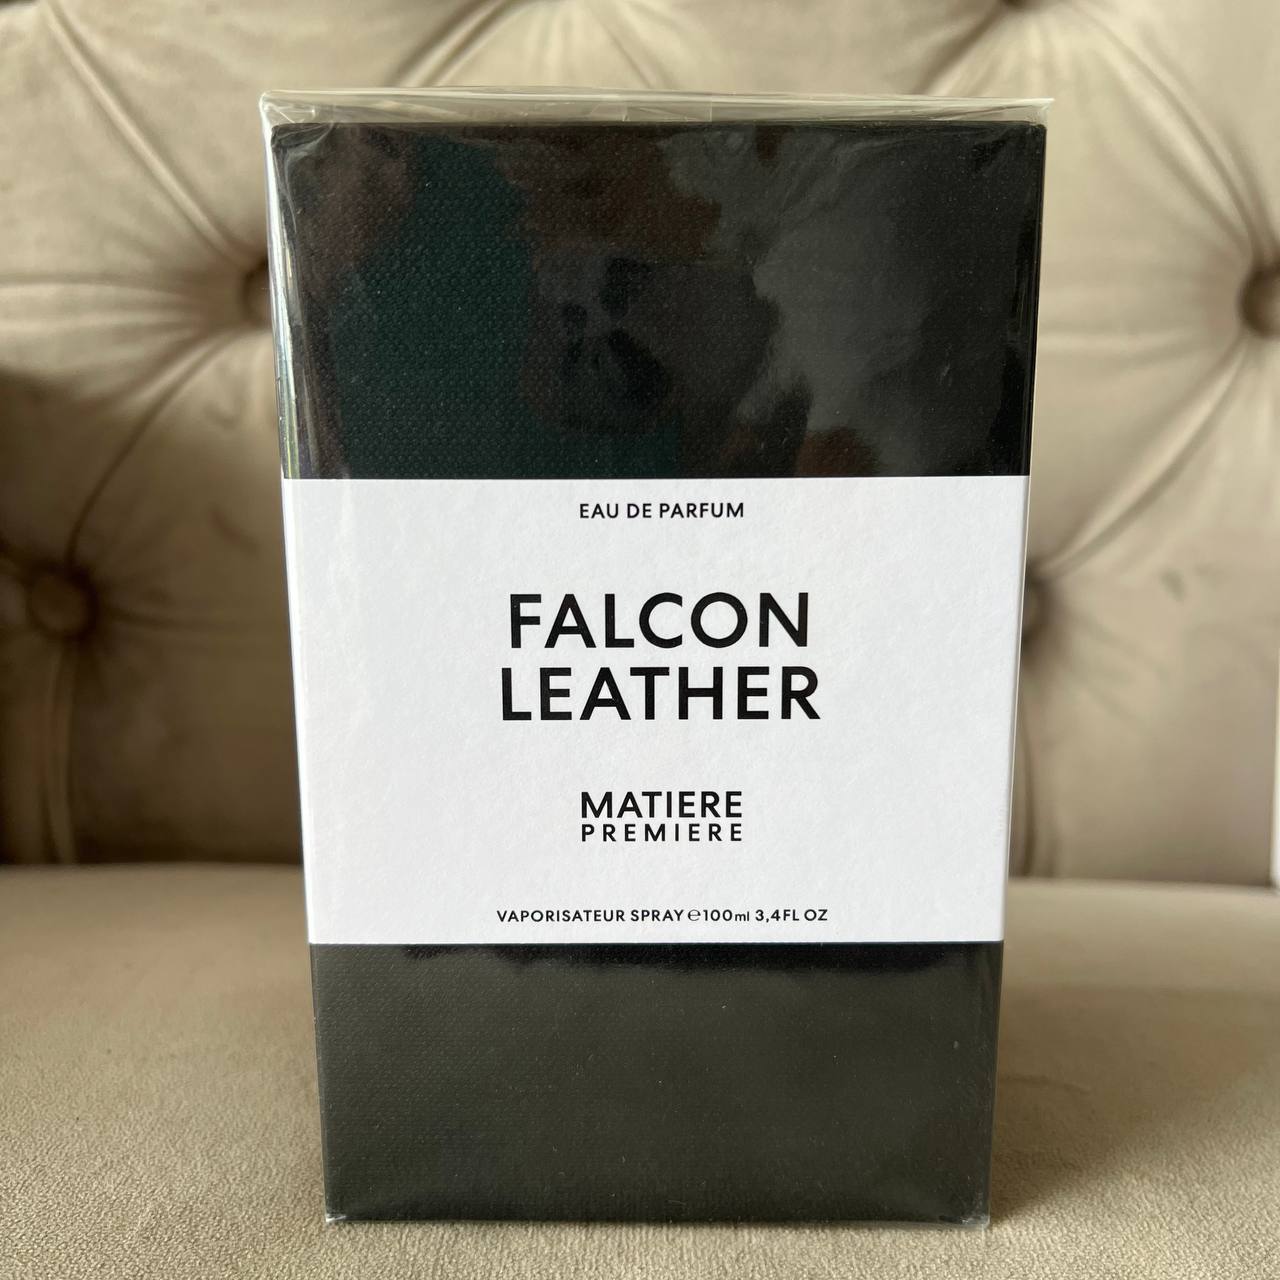 EAU DE PARFUM
FALCON
LEATHER
MATIERE
PREMIERE
VAPORISATEUR SPRAY ℮100ml 3,4FL OZ